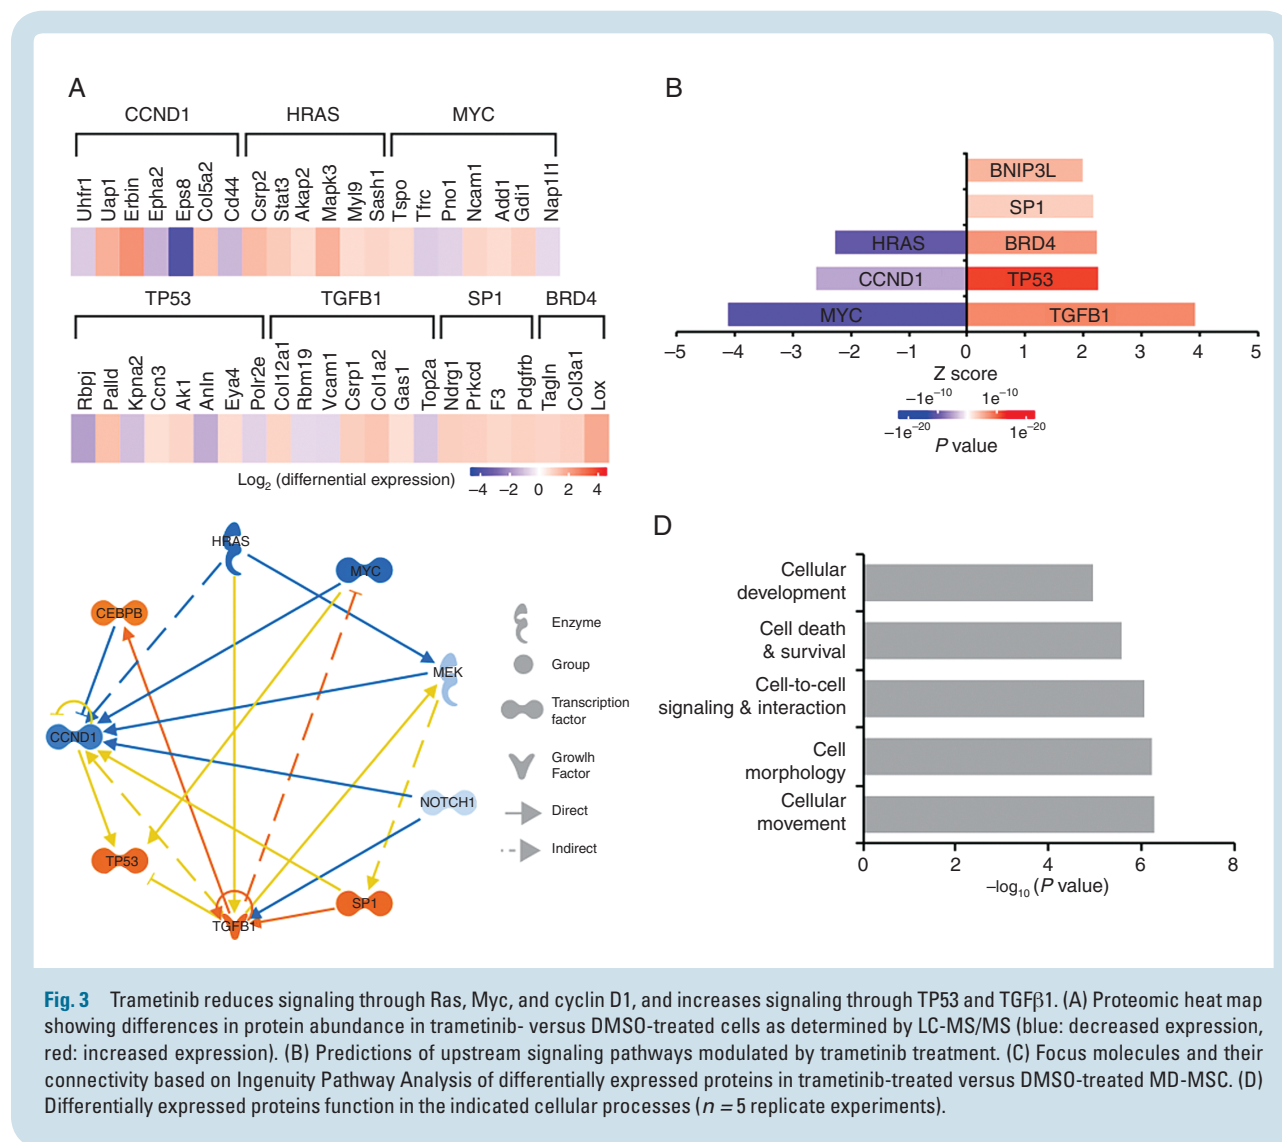 A
CCND1 HRAS MYC
Uhfr1 Uap1 Erbin Epha2 Eps8 Col5a2 Cd44 Csrp2 Stat3 Akap2 Mapk3 Myl9 Sash1 Tspo Tfrc Pno1 Ncam1 Add1 Gdi1 Nap1l1
TP53 TGFB1 SP1 BRD4
Rbpj Palld Kpna2 Ccn3 Ak1 Anln Eya4 Polr2e Col12a1 Rbm19 Vcam1 Csrp1 Col1a2 Gas1 Top2a Ndrg1 Prkcd F3 Pdgfrb Tagln Col3a1 Lox
Log2 (differnential expression)
−4 −2 0 2 4
B
BNIP3L
SP1
HRAS BRD4
CCND1 TP53
MYC TGFB1
−5 −4 −3 −2 −1 0 1 2 3 4 5
Z score
−1e−10 1e−10
−1e−20 1e−20
P value
HRAS
MYC
CEBPB
MEK
CCND1
NOTCH1
TP53
SP1
TGFB1
Enzyme
Group
Transcription
factor
Growlh
Factor
Direct
Indirect
D
Cellular
development
Cell death
& survival
Cell-to-cell
signaling & interaction
Cell
morphology
Cellular
movement
0 2 4 6 8
−log10 (P value)
Fig. 3 Trametinib reduces signaling through Ras, Myc, and cyclin D1, and increases signaling through TP53 and TGFβ1. (A) Proteomic heat map
showing differences in protein abundance in trametinib- versus DMSO-treated cells as determined by LC-MS/MS (blue: decreased expression,
red: increased expression). (B) Predictions of upstream signaling pathways modulated by trametinib treatment. (C) Focus molecules and their
connectivity based on Ingenuity Pathway Analysis of differentially expressed proteins in trametinib-treated versus DMSO-treated MD-MSC. (D)
Differentially expressed proteins function in the indicated cellular processes (n = 5 replicate experiments).